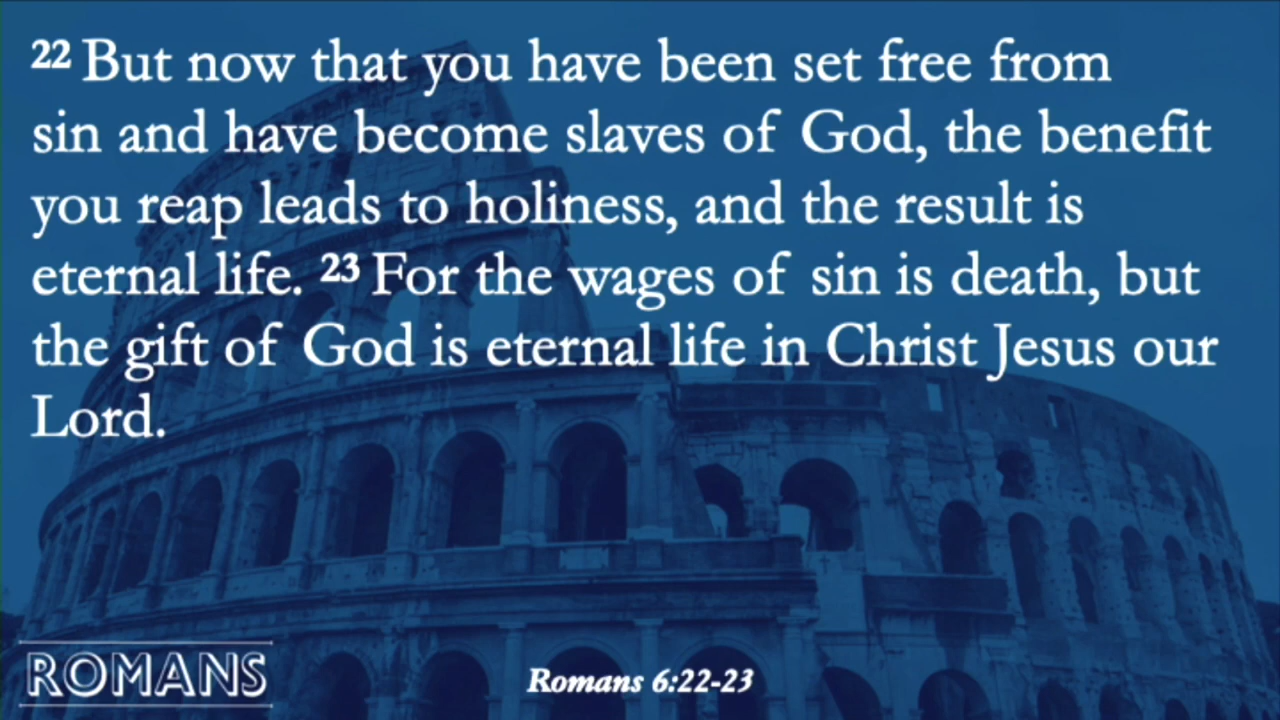 22 But now that you have been set free from
sin and have become slaves of God, the benefit
you reap leads to holiness, and the result is
eternal life. 23 For the wages of sin is death, but
the gift of God is eternal life in Christ Jesus our
Lord.
ROMANS
Romans 6:22-23